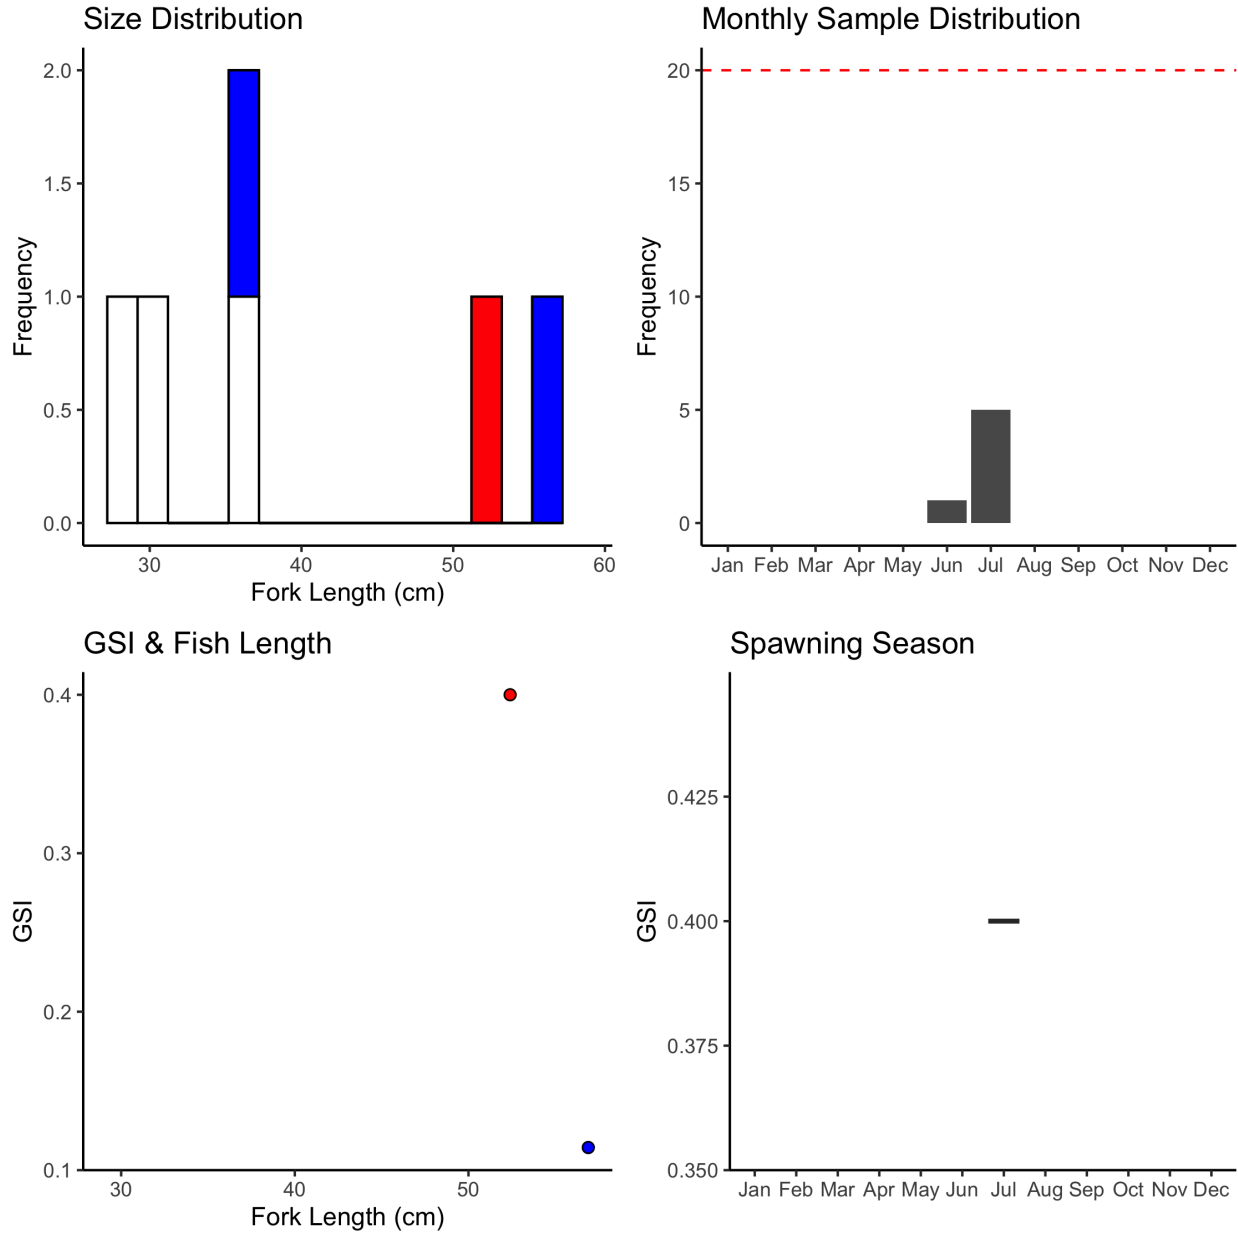 Size Distribution
2.0
1.5
1.0
0.5
0.0
Frequency
30 40 50 60
Fork Length (cm)
Monthly Sample Distribution
20
15
10
5
0
Frequency
Jan Feb Mar Apr May Jun Jul Aug Sep Oct Nov Dec
GSI & Fish Length
0.4
0.3
0.2
0.1
GSI
30 40 50
Fork Length (cm)
Spawning Season
0.425
0.400
0.375
0.350
GSI
Jan Feb Mar Apr May Jun Jul Aug Sep Oct Nov Dec